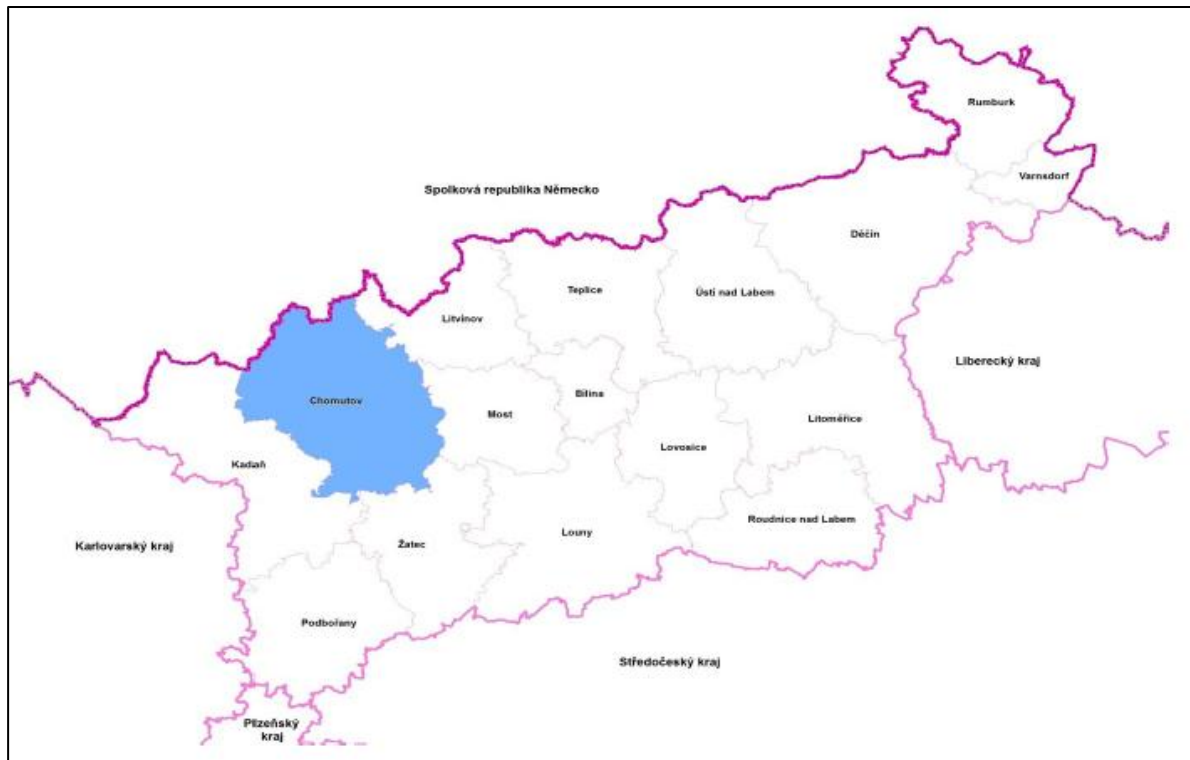 Rumburk
Varnsdorf
Spolková republika Německo
Děčín
Teplice
Ústí nad Labem
Litvínov
Liberecký kraj
Bílina
Chomutov
Most
Litoměřice
Lovosice
Kadaň
Roudnice nad Labem
Louny
Žatec
Karlovarský kraj
Podbořany
Středočeský kraj
Plzeňský
kraj